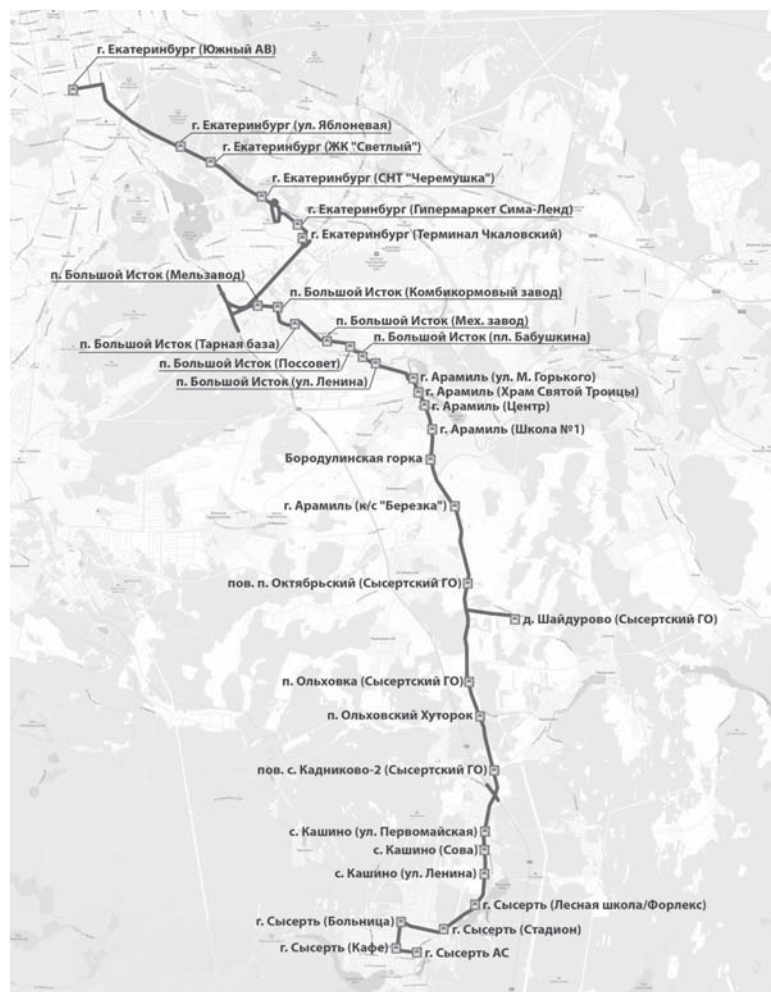 г. Екатеринбург (Южный АВ)
г. Екатеринбург (ул. Яблоневая)
г. Екатеринбург (ЖК "Светлый")
г. Екатеринбург (СНТ "Черемушка")
г. Екатеринбург (Гипермаркет Сима-Ленд)
г. Екатеринбург (Терминал Чкаловский)
п. Большой Исток (Мельзавод)
п. Большой Исток (Комбикормовый завод)
п. Большой Исток (Мех. завод)
п. Большой Исток (пл. Бабушкина)
п. Большой Исток (Тарная база)
п. Большой Исток (Поссовет)
п. Большой Исток (ул. Ленина)
г. Арамиль (ул. М. Горького)
г. Арамиль (Храм Святой Троицы)
г. Арамиль (Центр)
г. Арамиль (Школа №1)
Бородулинская горка
г. Арамиль (к/с "Березка")
пов. п. Октябрьский (Сысертский ГО)
д. Шайдурово (Сысертский ГО)
п. Ольховка (Сысертский ГО)
п. Ольховский Хуторок
пов. с. Кадниково-2 (Сысертский ГО)
с. Кашино (ул. Первомайская)
с. Кашино (Сова)
с. Кашино (ул. Ленина)
г. Сысерть (Лесная школа/Форлекс)
г. Сысерть (Больница)
г. Сысерть (Стадион)
г. Сысерть (Кафе)
г. Сысерть АС